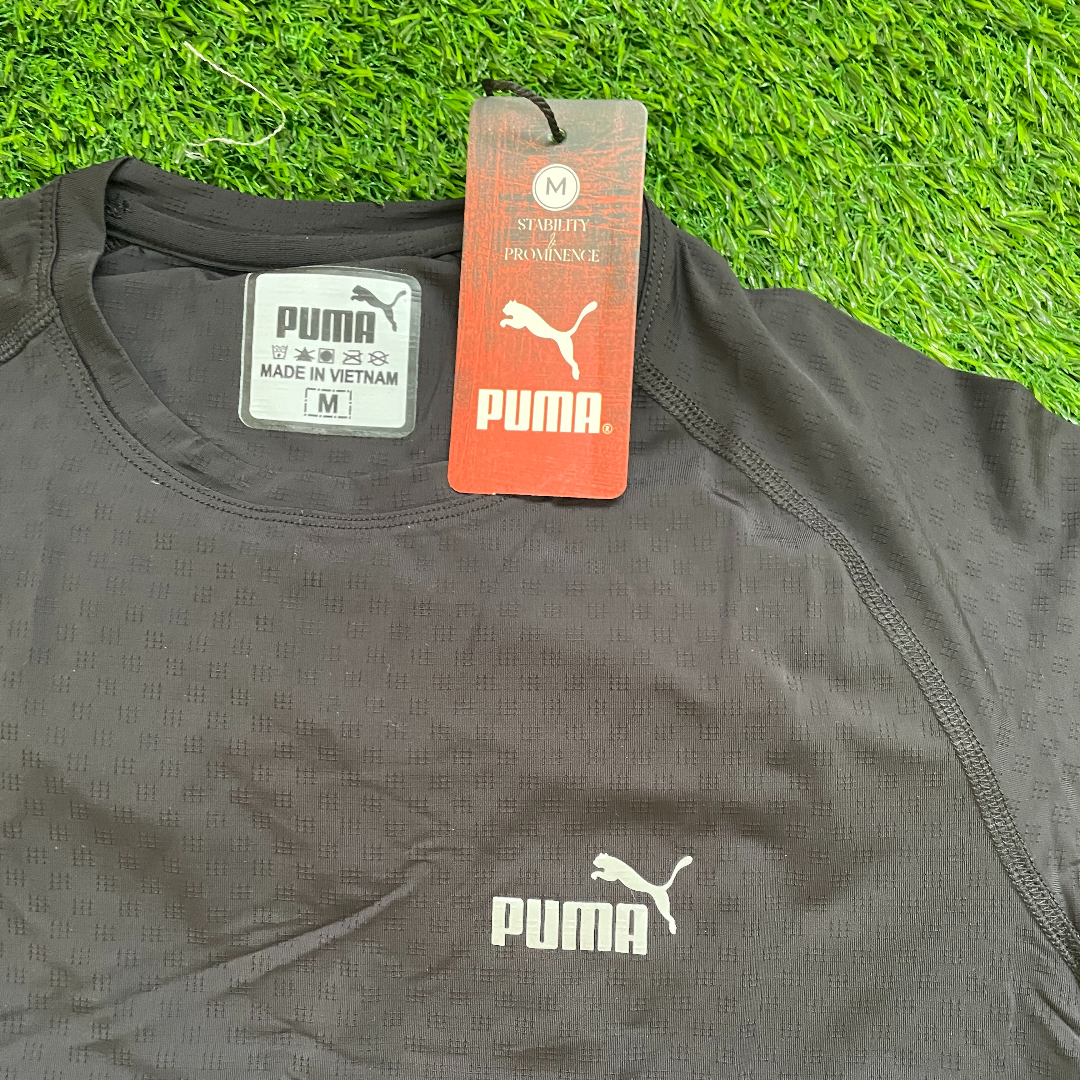 PUMA
MADE IN VIETNAM
M
M
STABILITY
&
PROMINENCE
PUMA®
PUMA